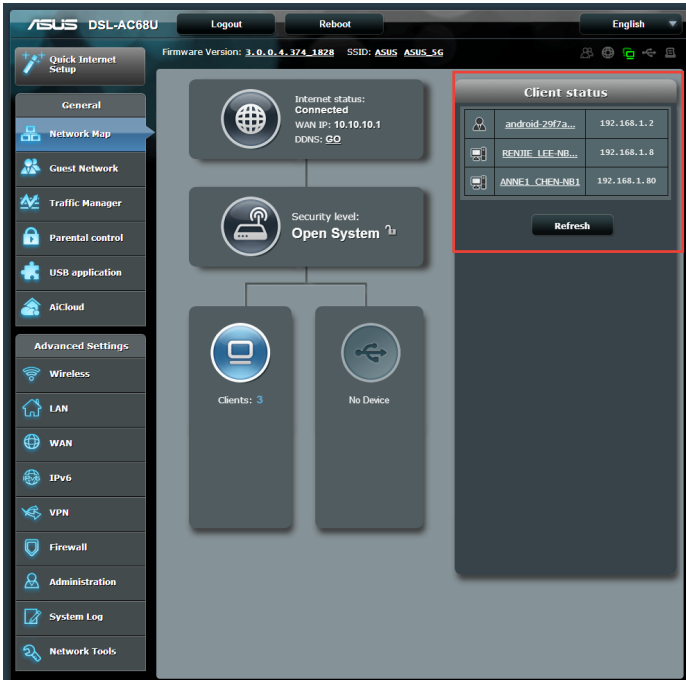 ASUS DSL-AC68U
Logout
Reboot
English
Quick Internet
Setup
Firmware Version: 3.0.0.4.374_1828 SSID: ASUS ASUS_5G
General
Network Map
Guest Network
Traffic Manager
Parental control
USB application
AiCloud
Advanced Settings
Wireless
LAN
WAN
IPv6
VPN
Firewall
Administration
System Log
Network Tools
Internet status:
Connected
WAN IP: 10.10.10.1
DDNS: GO
Security level:
Open System
Clients: 3
No Device
Client status
android-29f7a... 192.168.1.2
RENJIE_LEE-NB... 192.168.1.8
ANNE1_CHEN-NB1 192.168.1.80
Refresh